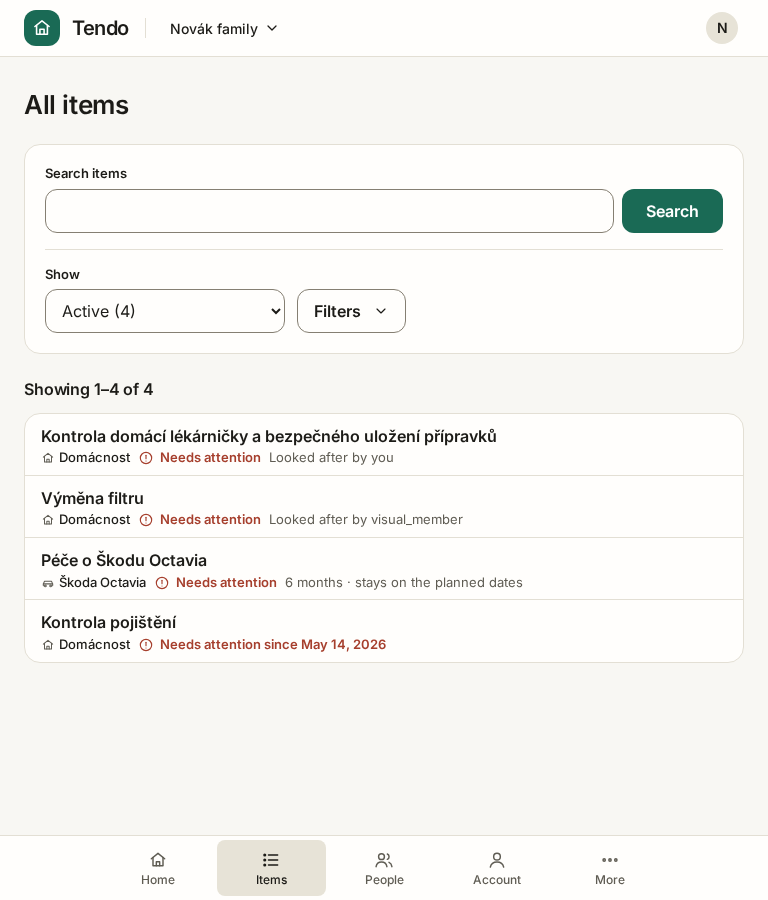 Tendo
Novák family
N
All items
Search items
Search
Show
Active (4)
Filters
Showing 1–4 of 4
Kontrola domácí lékárničky a bezpečného uložení přípravků
Domácnost Needs attention Looked after by you
Výměna filtru
Domácnost Needs attention Looked after by visual_member
Péče o Škodu Octavia
Škoda Octavia Needs attention 6 months · stays on the planned dates
Kontrola pojištění
Domácnost Needs attention since May 14, 2026
Home
Items
People
Account
More